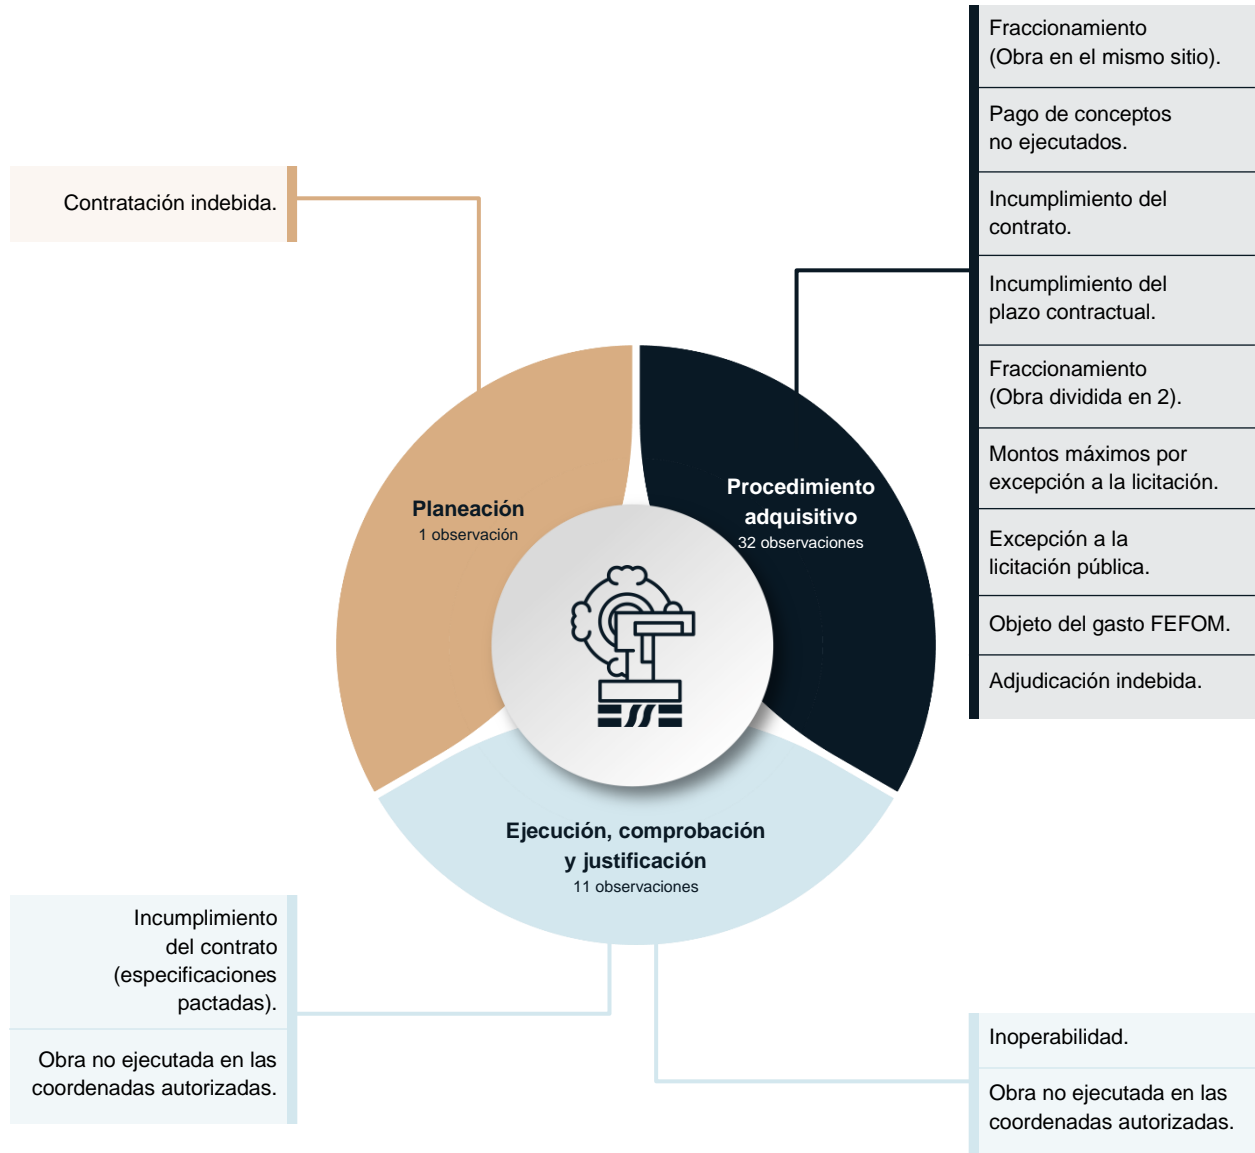 Fraccionamiento
(Obra en el mismo sitio).
Pago de conceptos
no ejecutados.
Incumplimiento del
contrato.
Incumplimiento del
plazo contractual.
Fraccionamiento
(Obra dividida en 2).
Montos máximos por
excepción a la licitación.
Excepción a la
licitación pública.
Objeto del gasto FEFOM.
Adjudicación indebida.
Contratación indebida.
Planeación
1 observación
Procedimiento
adquisitivo
32 observaciones
Ejecución, comprobación
y justificación
11 observaciones
Incumplimiento
del contrato
(especificaciones
pactadas).
Obra no ejecutada en las
coordenadas autorizadas.
Inoperabilidad.
Obra no ejecutada en las
coordenadas autorizadas.